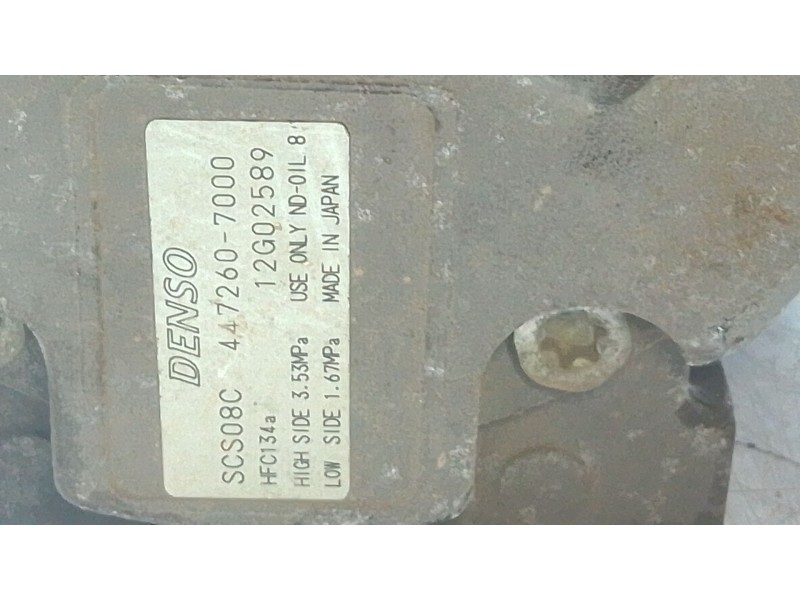 DENSO
SCS08C 447260-7000
HFC134a 12G02589
HIGH SIDE 3.53MPa USE ONLY ND-OIL 8
LOW SIDE 1.67MPa MADE IN JAPAN